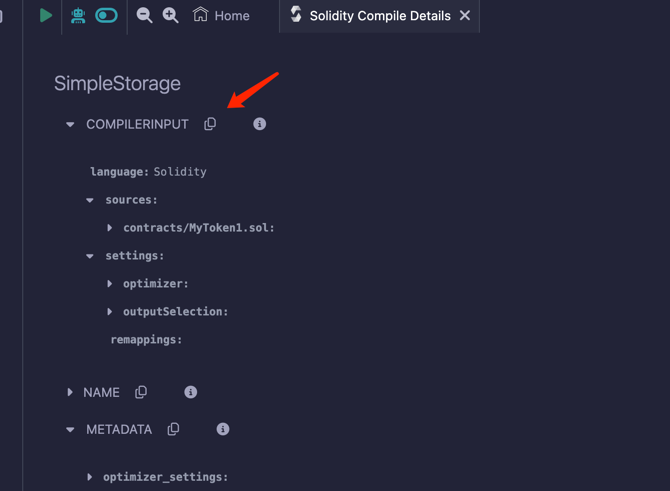 Home
Solidity Compile Details
SimpleStorage
COMPILERINPUT
language: Solidity
sources:
contracts/MyToken1.sol:
settings:
optimizer:
outputSelection:
remappings:
NAME
METADATA
optimizer_settings: